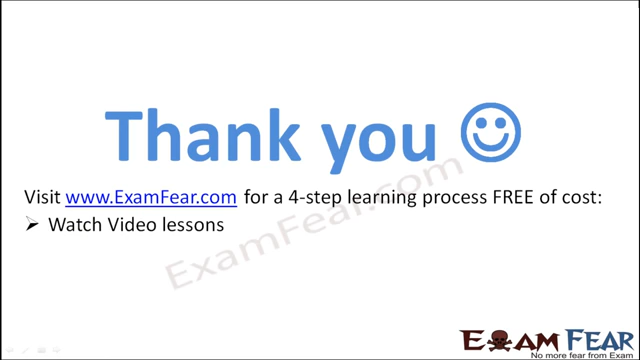 Thank you ☺
Visit www.ExamFear.com for a 4-step learning process FREE of cost:
➢ Watch Video lessons
ExamFear.com
EXAM FEAR
No more fear from Exam